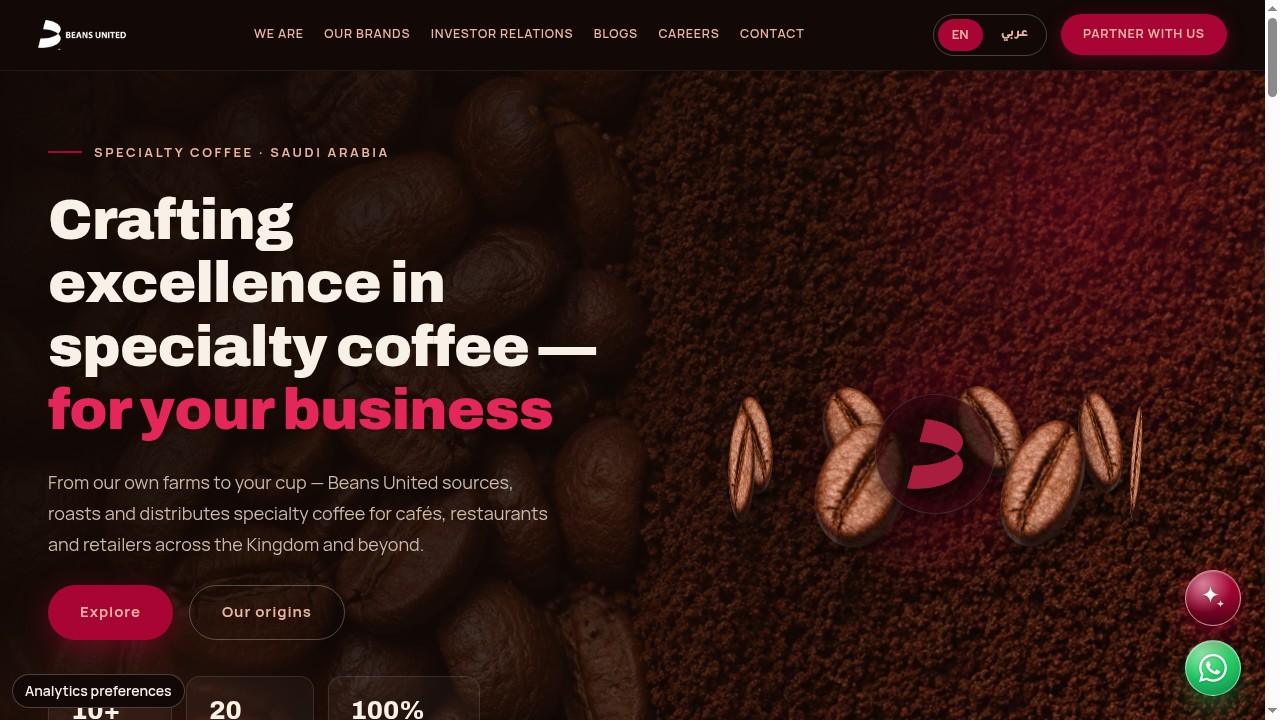 BEANS UNITED
WE ARE
OUR BRANDS
INVESTOR RELATIONS
BLOGS
CAREERS
CONTACT
EN
عربي
PARTNER WITH US
SPECIALTY COFFEE · SAUDI ARABIA
Crafting
excellence in
specialty coffee —
for your business
From our own farms to your cup — Beans United sources,
roasts and distributes specialty coffee for cafés, restaurants
and retailers across the Kingdom and beyond.
Explore
Our origins
Analytics preferences
10+
20
100%